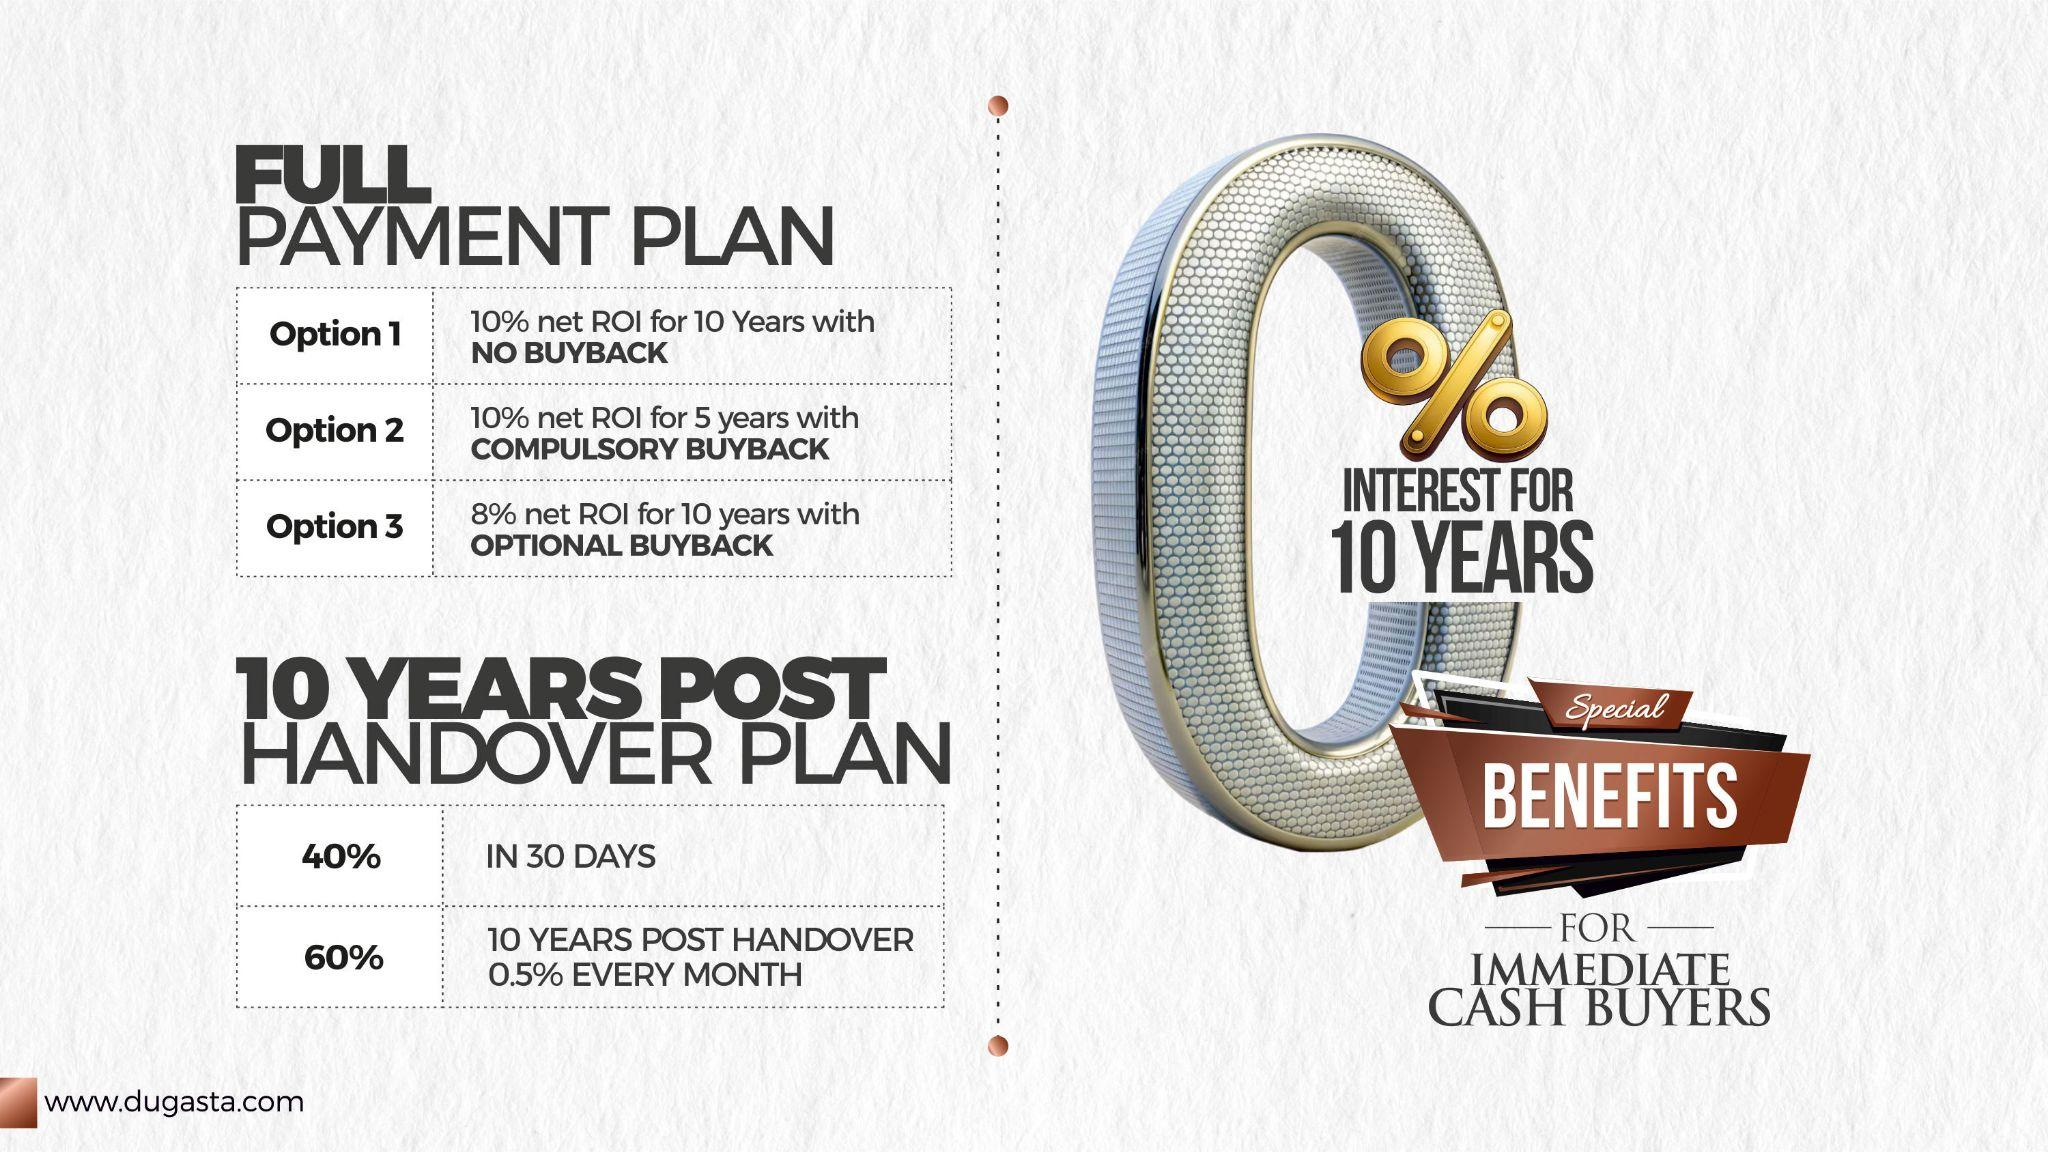 FULL
PAYMENT PLAN
Option 1
10% net ROI for 10 Years with
NO BUYBACK
Option 2
10% net ROI for 5 years with
COMPULSORY BUYBACK
Option 3
8% net ROI for 10 years with
OPTIONAL BUYBACK
10 YEARS POST
HANDOVER PLAN
40%
IN 30 DAYS
60%
10 YEARS POST HANDOVER
0.5% EVERY MONTH
www.dugasta.com
0%
INTEREST FOR
10 YEARS
Special
BENEFITS
FOR
IMMEDIATE
CASH BUYERS